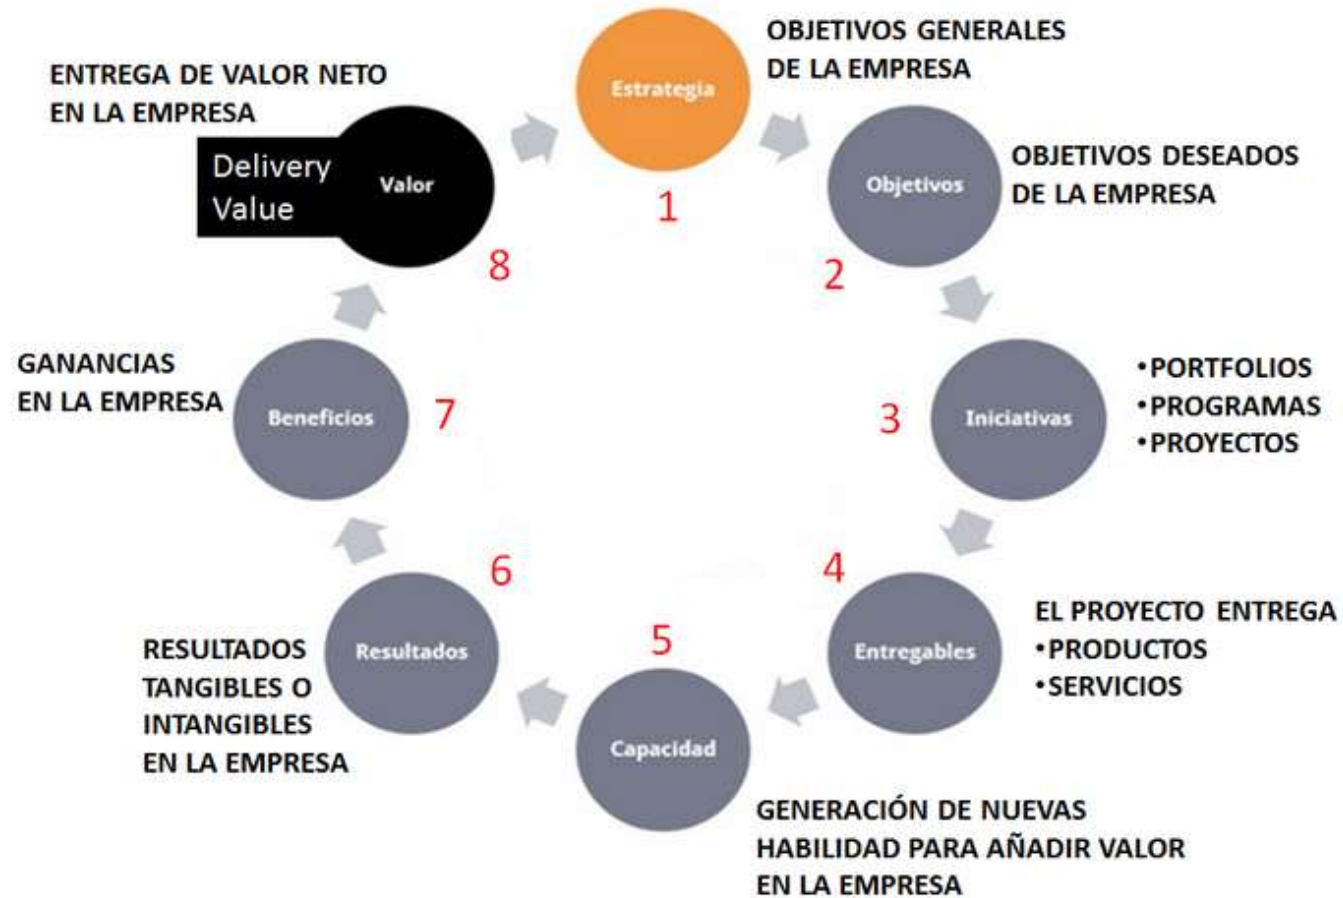 Estrategia
OBJETIVOS GENERALES
DE LA EMPRESA
1
Objetivos
OBJETIVOS DESEADOS
DE LA EMPRESA
2
Iniciativas
•PORTFOLIOS
•PROGRAMAS
•PROYECTOS
3
Entregables
EL PROYECTO ENTREGA
•PRODUCTOS
•SERVICIOS
4
Capacidad
GENERACIÓN DE NUEVAS
HABILIDAD PARA AÑADIR VALOR
EN LA EMPRESA
5
Resultados
RESULTADOS
TANGIBLES O
INTANGIBLES
EN LA EMPRESA
6
Beneficios
GANANCIAS
EN LA EMPRESA
7
Valor
Delivery
Value
ENTREGA DE VALOR NETO
EN LA EMPRESA
8